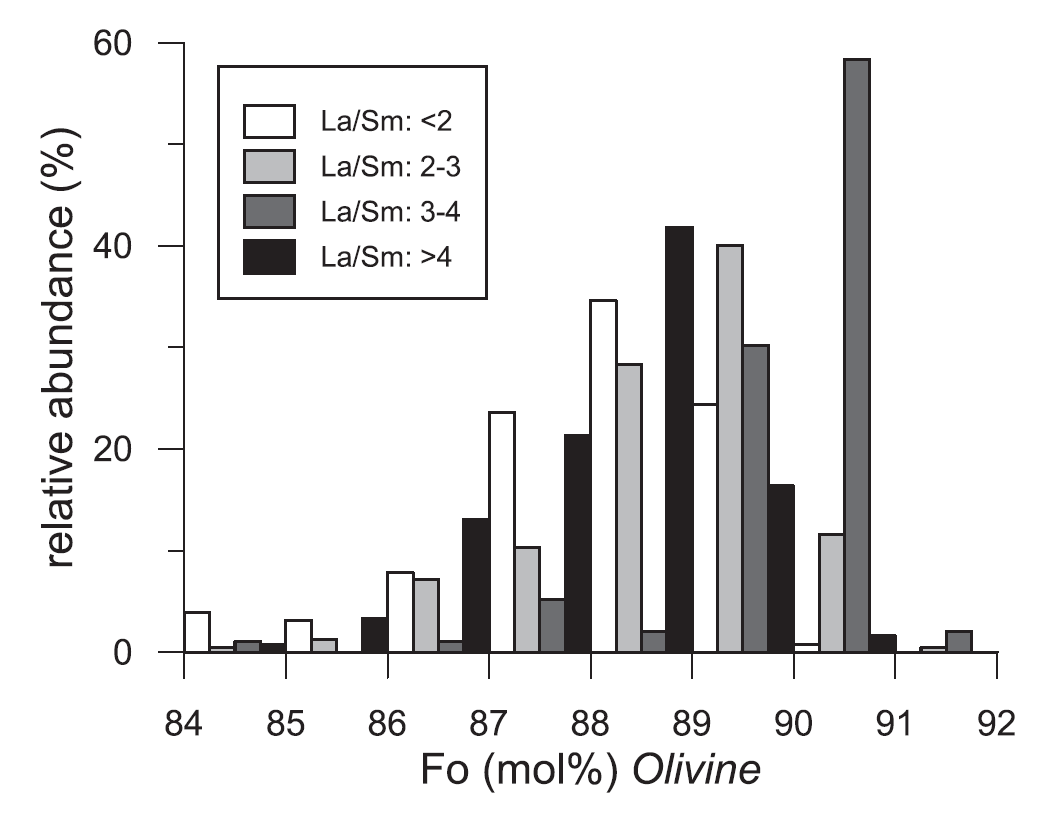 relative abundance (%)
60
40
20
0
La/Sm: <2
La/Sm: 2-3
La/Sm: 3-4
La/Sm: >4
84 85 86 87 88 89 90 91 92
Fo (mol%) Olivine